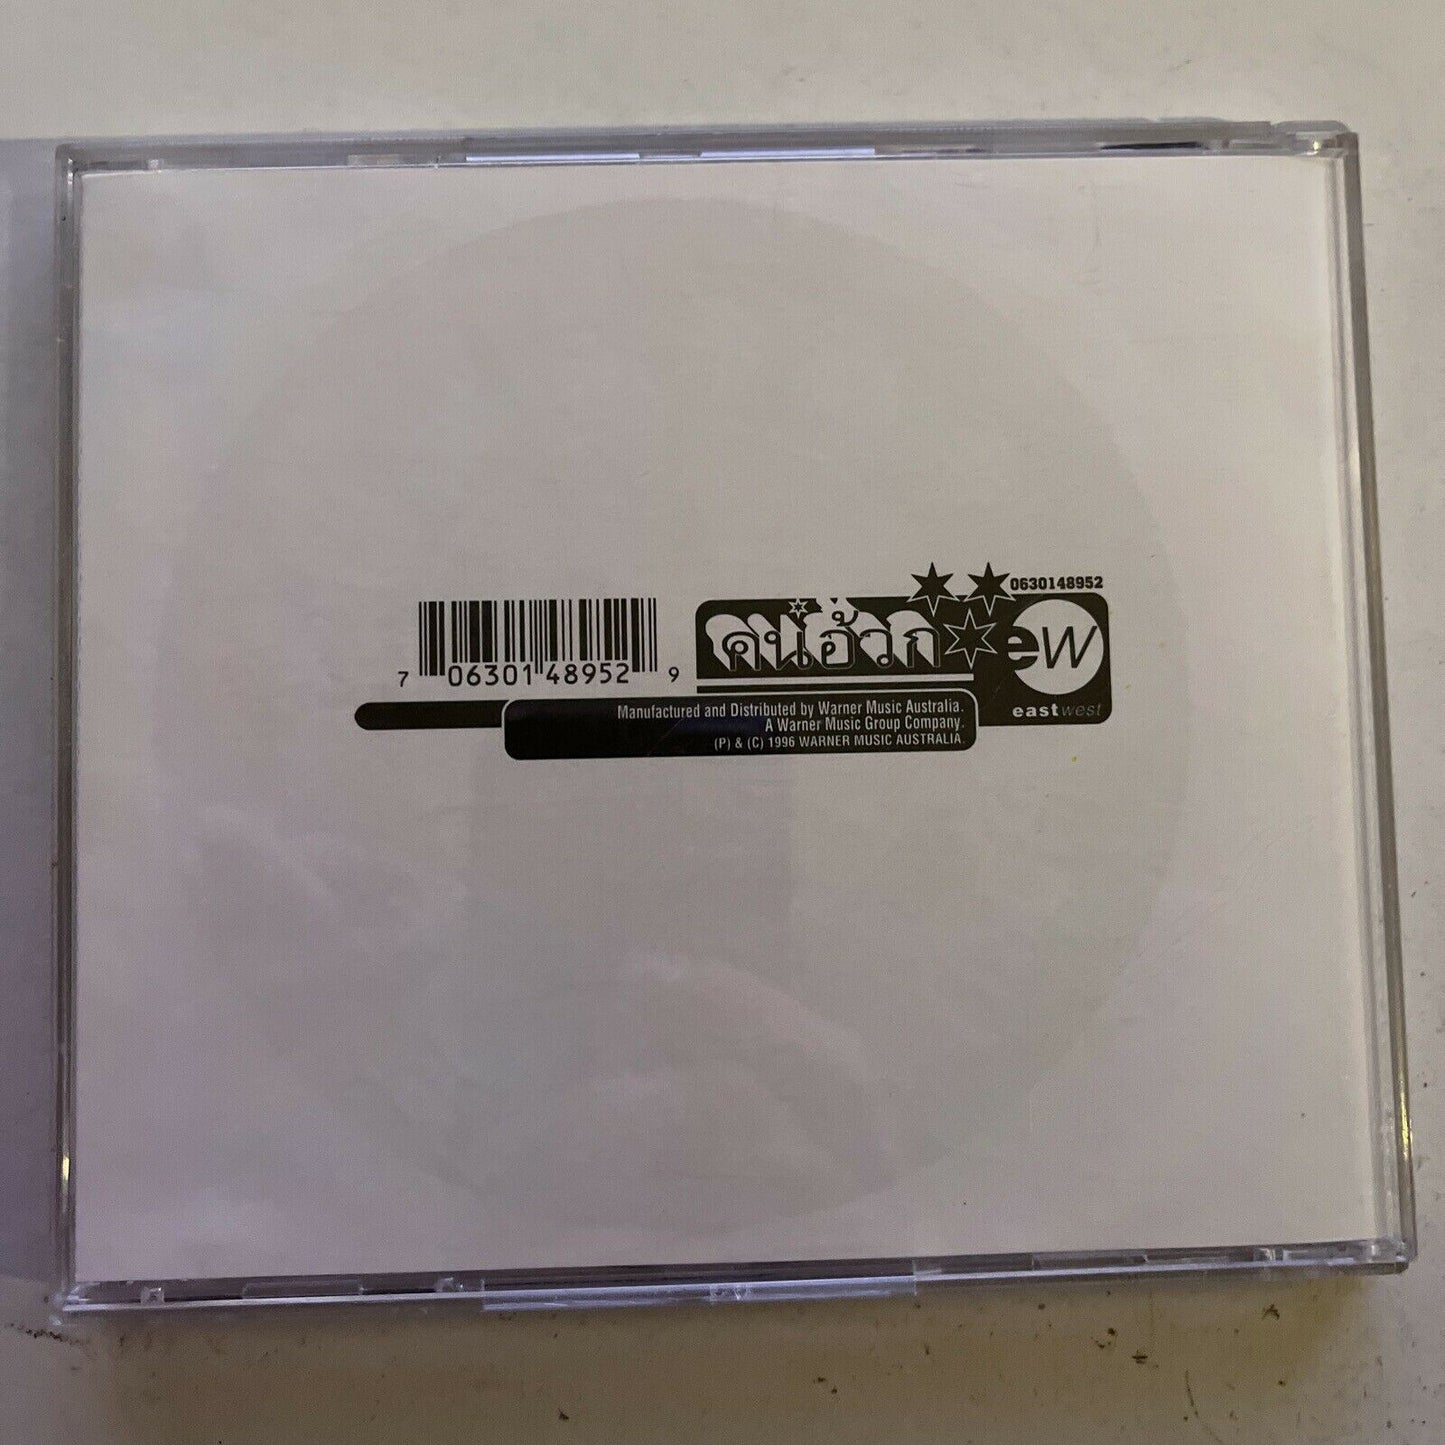 0630148952
คนอ้วก
ew
eastwest
7 06301 48952 9
Manufactured and Distributed by Warner Music Australia.
A Warner Music Group Company.
(P) & (C) 1996 WARNER MUSIC AUSTRALIA.